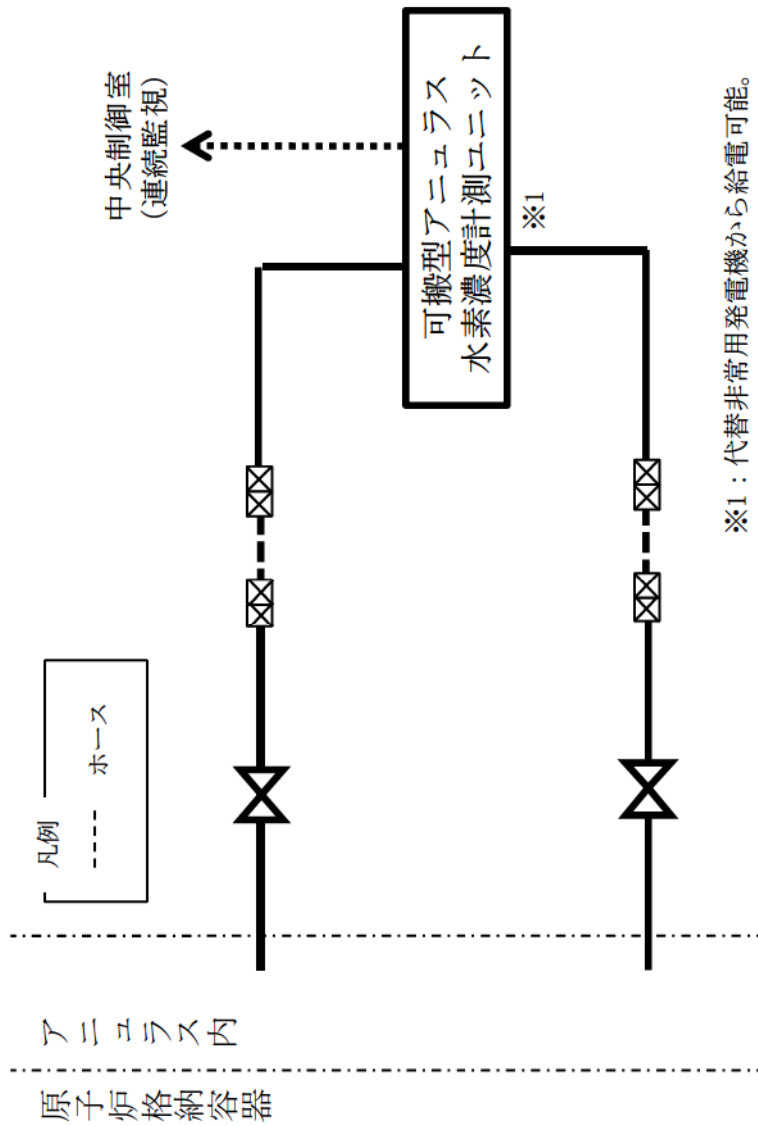 原子炉格納容器
アニュラス内
凡例
ホース
中央制御室
(連続監視)
可搬型アニュラス
水素濃度計測ユニット
※1
※1：代替非常用発電機から給電可能。